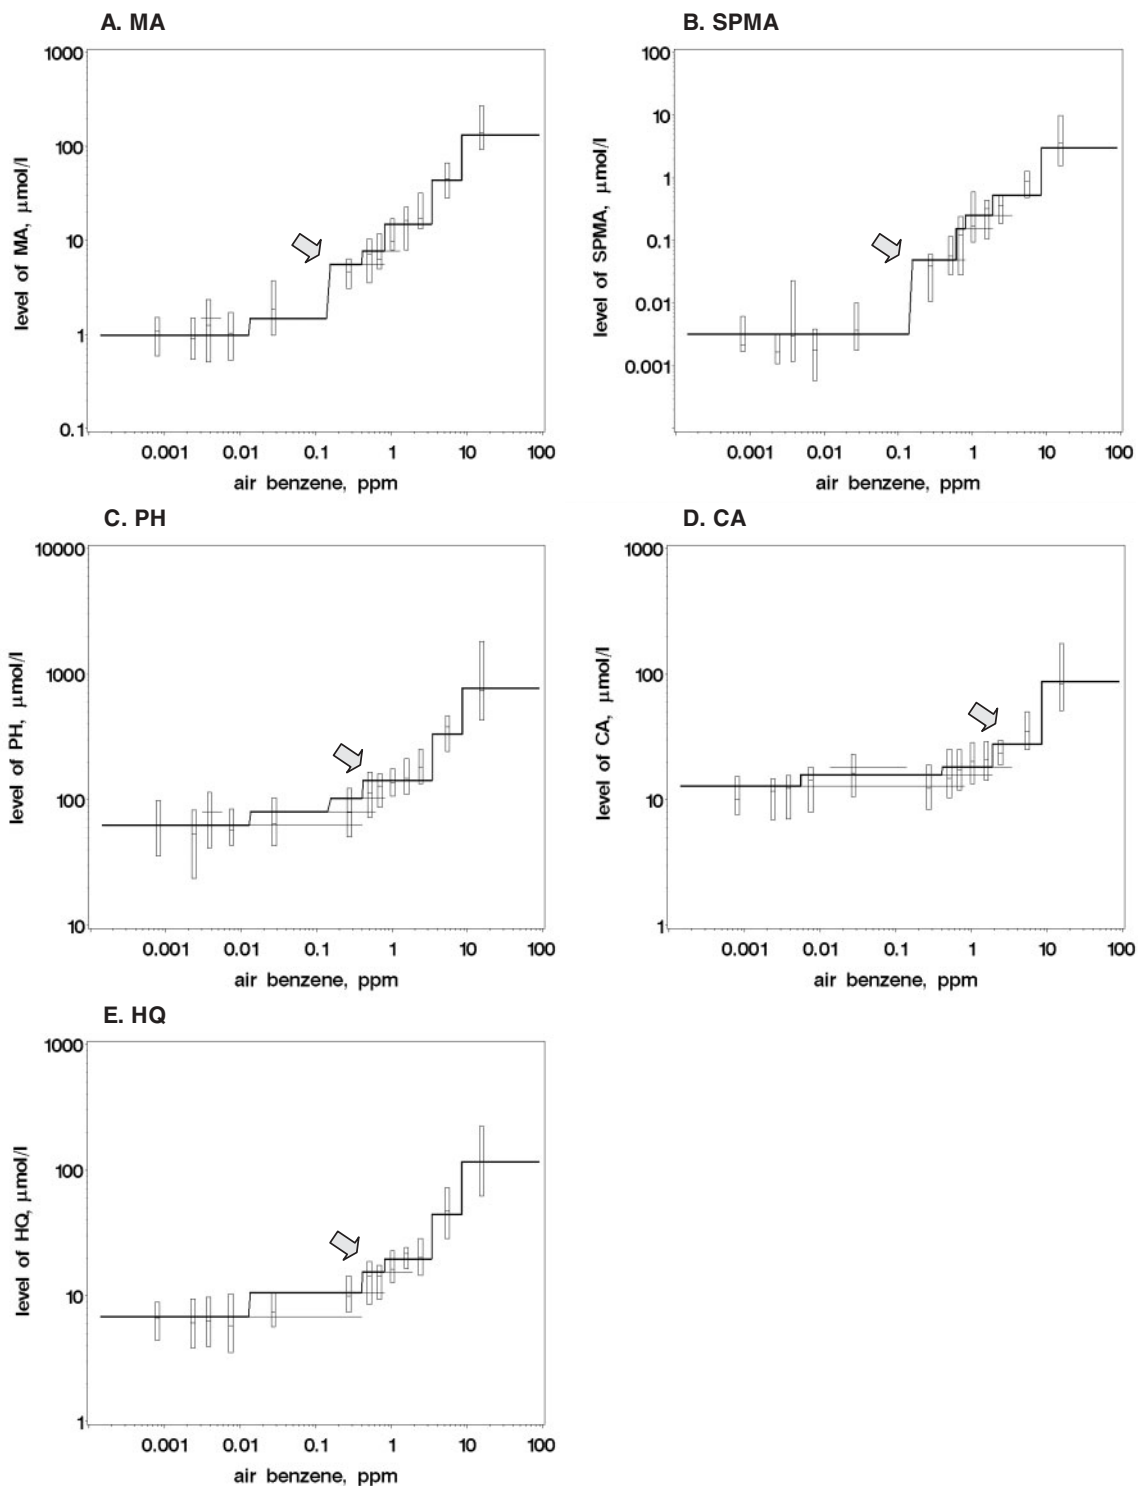 A. MA
1000
100
10
1
0.1
level of MA, μmol/l
0.001 0.01 0.1 1 10 100
air benzene, ppm
B. SPMA
100
10
1
0.1
0.01
0.001
level of SPMA, μmol/l
0.001 0.01 0.1 1 10 100
air benzene, ppm
C. PH
10000
1000
100
10
level of PH, μmol/l
0.001 0.01 0.1 1 10 100
air benzene, ppm
D. CA
1000
100
10
1
level of CA, μmol/l
0.001 0.01 0.1 1 10 100
air benzene, ppm
E. HQ
1000
100
10
1
level of HQ, μmol/l
0.001 0.01 0.1 1 10 100
air benzene, ppm